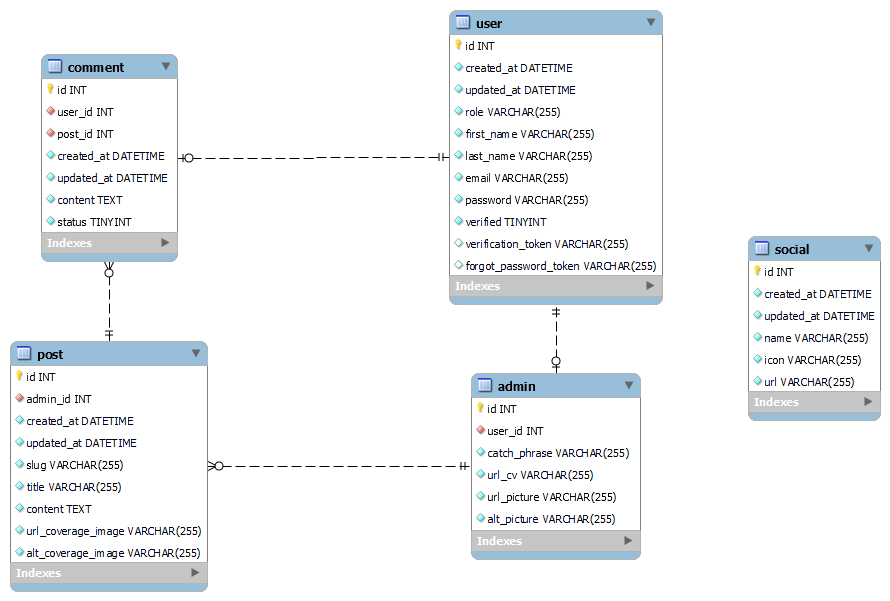 comment
id INT
user_id INT
post_id INT
created_at DATETIME
updated_at DATETIME
content TEXT
status TINYINT
Indexes
user
id INT
created_at DATETIME
updated_at DATETIME
role VARCHAR(255)
first_name VARCHAR(255)
last_name VARCHAR(255)
email VARCHAR(255)
password VARCHAR(255)
verified TINYINT
verification_token VARCHAR(255)
forgot_password_token VARCHAR(255)
Indexes
social
id INT
created_at DATETIME
updated_at DATETIME
name VARCHAR(255)
icon VARCHAR(255)
url VARCHAR(255)
Indexes
post
id INT
admin_id INT
created_at DATETIME
updated_at DATETIME
slug VARCHAR(255)
title VARCHAR(255)
content TEXT
url_coverage_image VARCHAR(255)
alt_coverage_image VARCHAR(255)
Indexes
admin
id INT
user_id INT
catch_phrase VARCHAR(255)
url_cv VARCHAR(255)
url_picture VARCHAR(255)
alt_picture VARCHAR(255)
Indexes